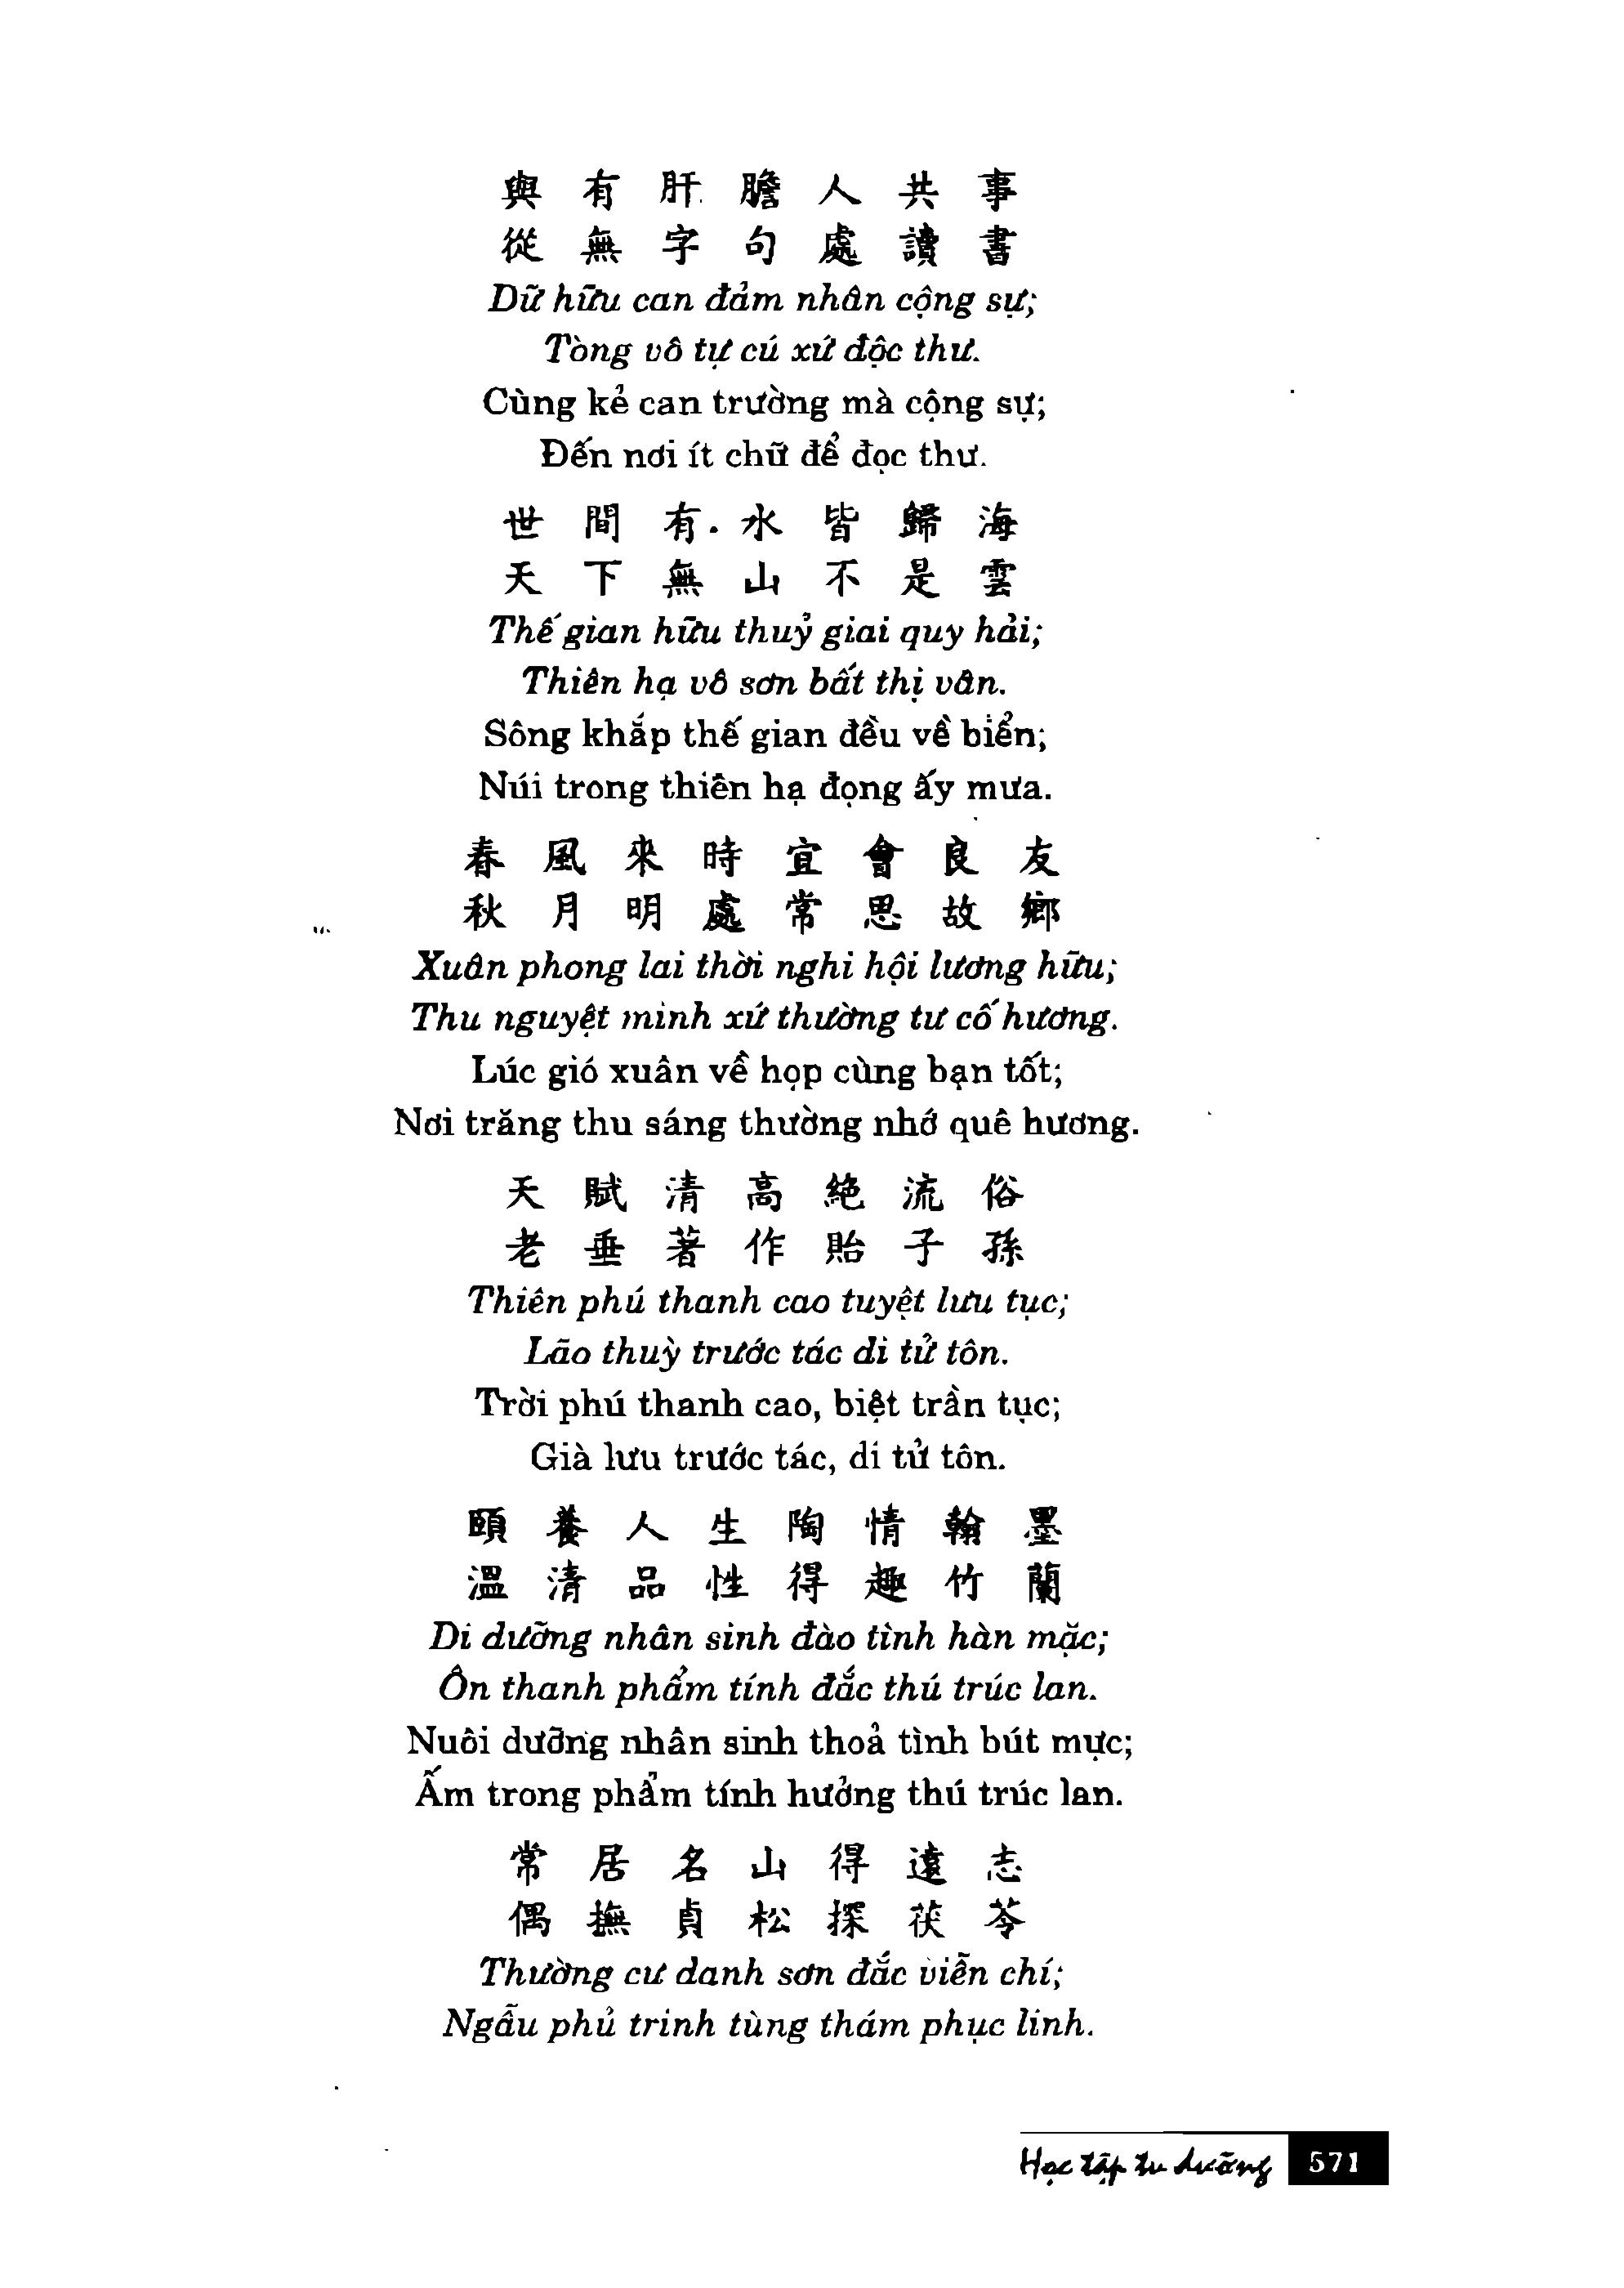 與有肝膽人共事
從無字句處讀書
Dữ hữu can đảm nhân cộng sự;
Tòng vô tự cú xứ độc thư.
Cùng kẻ can trường mà cộng sự;
Đến nơi ít chữ để đọc thư.
世間有水皆歸海
天下無山不是雲
Thế gian hữu thuỷ giai quy hải;
Thiên hạ vô sơn bất thị vân.
Sông khắp thế gian đều về biển;
Núi trong thiên hạ đọng ấy mưa.
春風來時宜會良友
秋月明處常思故鄉
Xuân phong lai thời nghi hội lương hữu;
Thu nguyệt minh xứ thường tư cố hương.
Lúc gió xuân về họp cùng bạn tốt;
Nơi trăng thu sáng thường nhớ quê hương.
天賦清高絕流俗
老垂著作貽子孫
Thiên phú thanh cao tuyệt lưu tục;
Lão thuỳ trước tác di tử tôn.
Trời phú thanh cao, biệt trần tục;
Già lưu trước tác, di tử tôn.
頤養人生陶情翰墨
溫清品性得趣竹蘭
Di dưỡng nhân sinh đào tình hàn mặc;
Ôn thanh phẩm tính đắc thú trúc lan.
Nuôi dưỡng nhân sinh thoả tình bút mực;
Ấm trong phẩm tính hưởng thú trúc lan.
常居名山得遠志
偶撫貞松探茯苓
Thường cư danh sơn đắc viễn chí;
Ngẫu phủ trinh tùng thám phục linh.
Học tập tu dưỡng 571